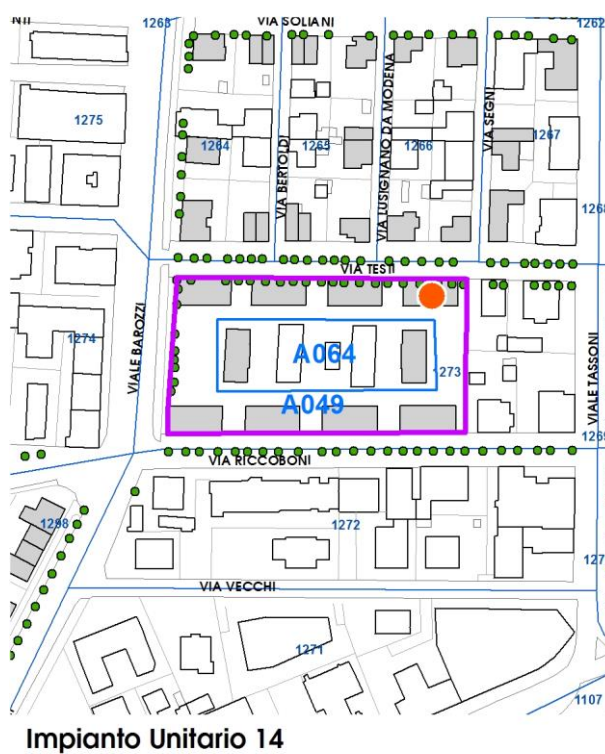 NII
1263
VIA SOLIANI
1262
1275
VIA BERTOLDI
VIA LUSIGNANO DA MODENA
VIA SEGNI
1264
1265
1266
1267
1268
VIA TESTI
1274
VIALE BAROZZI
A064
1273
A049
VIALE TASSONI
1269
VIA RICCOBONI
1298
1272
127
VIA VECCHI
1271
1107
Impianto Unitario 14